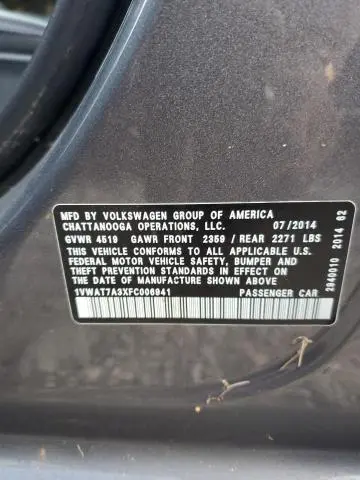 MFD BY VOLKSWAGEN GROUP OF AMERICA
CHATTANOOGA OPERATIONS, LLC. 07/2014
GVWR 4519 GAWR FRONT 2359 / REAR 2271 LBS
THIS VEHICLE CONFORMS TO ALL APPLICABLE U.S.
FEDERAL MOTOR VEHICLE SAFETY, BUMPER AND
THEFT PREVENTION STANDARDS IN EFFECT ON
THE DATE OF MANUFACTURE SHOWN ABOVE
1VWAT7A3XFC006941 PASSENGER CAR
2840010 2014 62